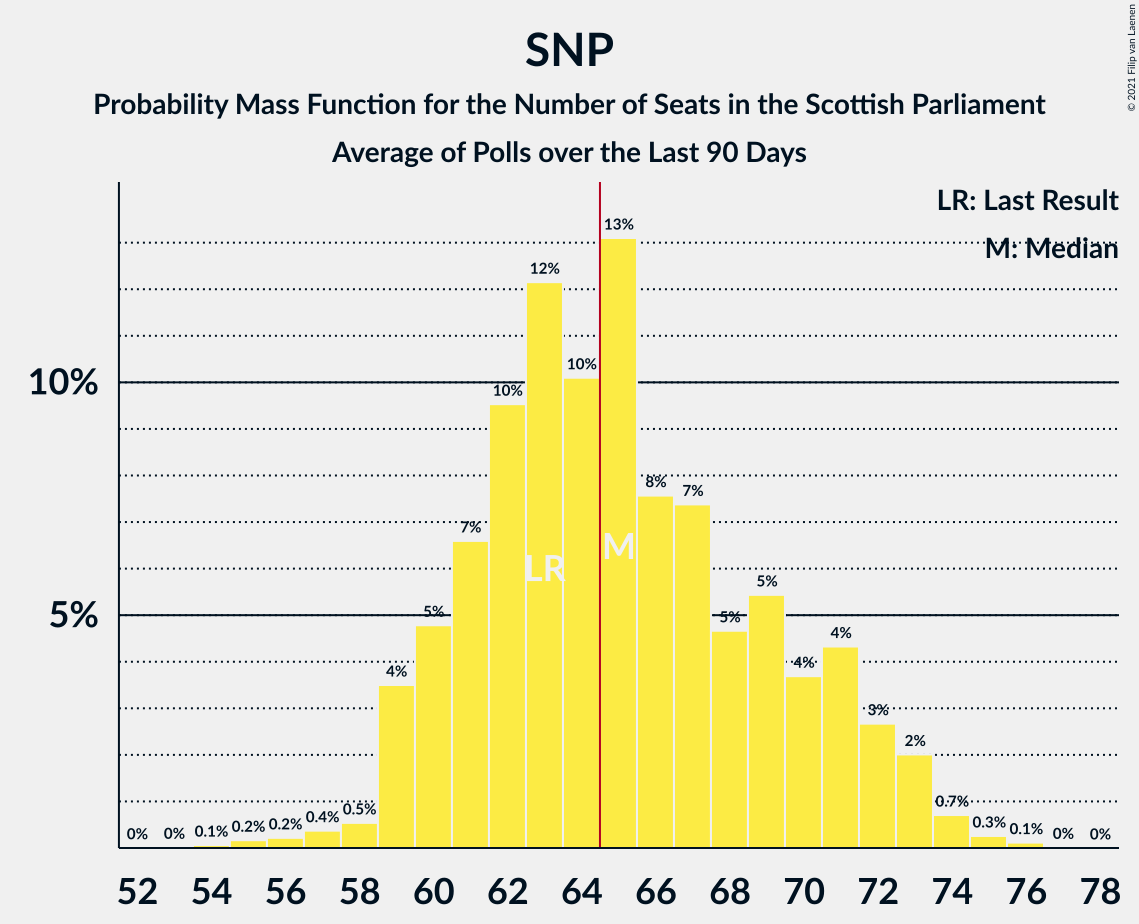 SNP
Probability Mass Function for the Number of Seats in the Scottish Parliament
Average of Polls over the Last 90 Days
© 2021 Filip van Laenen
LR: Last Result
M: Median
10%
5%
0% 0% 0.1% 0.2% 0.2% 0.4% 0.5% 4% 5% 7% 10% 12% 10% 13% 8% 7% 5% 5% 4% 4% 3% 2% 0.7% 0.3% 0.1% 0% 0%
LR M
52 54 56 58 60 62 64 66 68 70 72 74 76 78